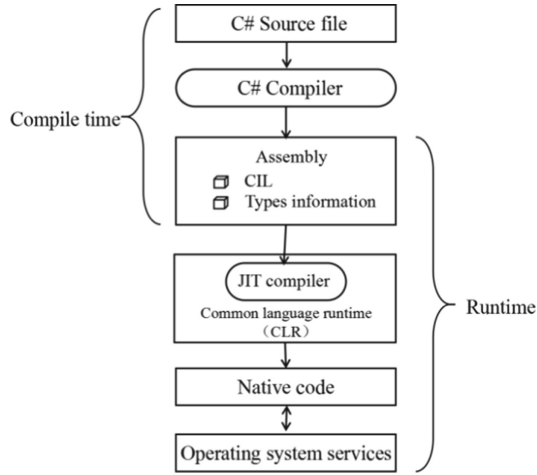 C# Source file
C# Compiler
Compile time
Assembly
CIL
Types information
JIT compiler
Common language runtime
（CLR）
Runtime
Native code
Operating system services